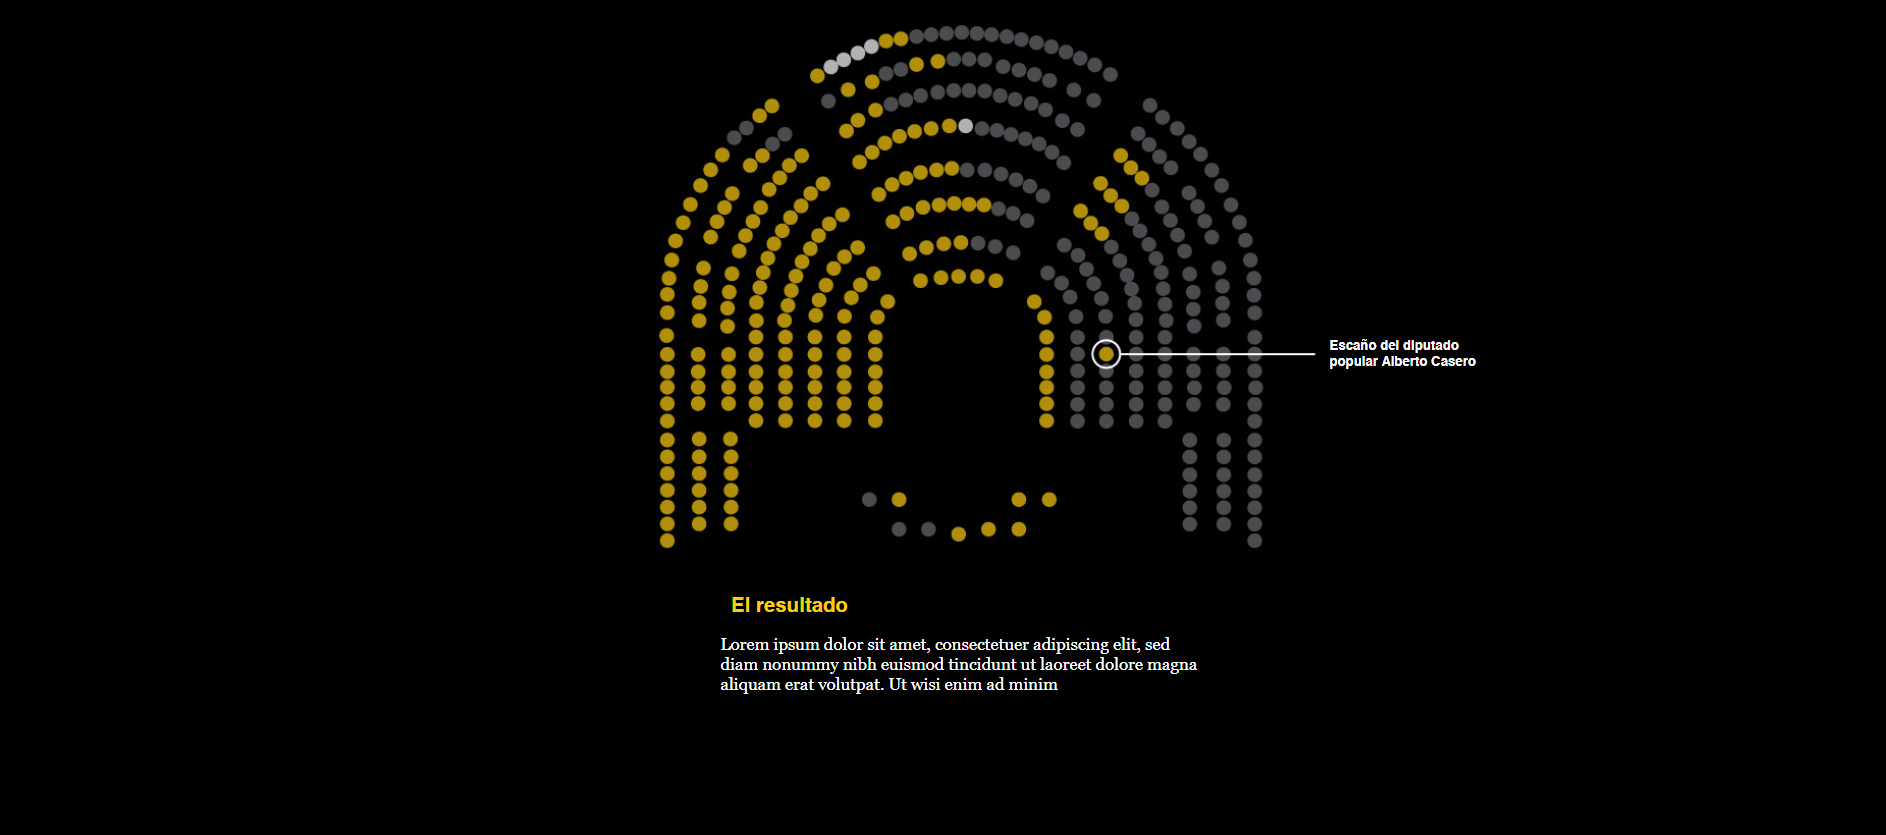 Escaño del diputado
popular Alberto Casero
El resultado
Lorem ipsum dolor sit amet, consectetuer adipiscing elit, sed
diam nonummy nibh euismod tincidunt ut laoreet dolore magna
aliquam erat volutpat. Ut wisi enim ad minim